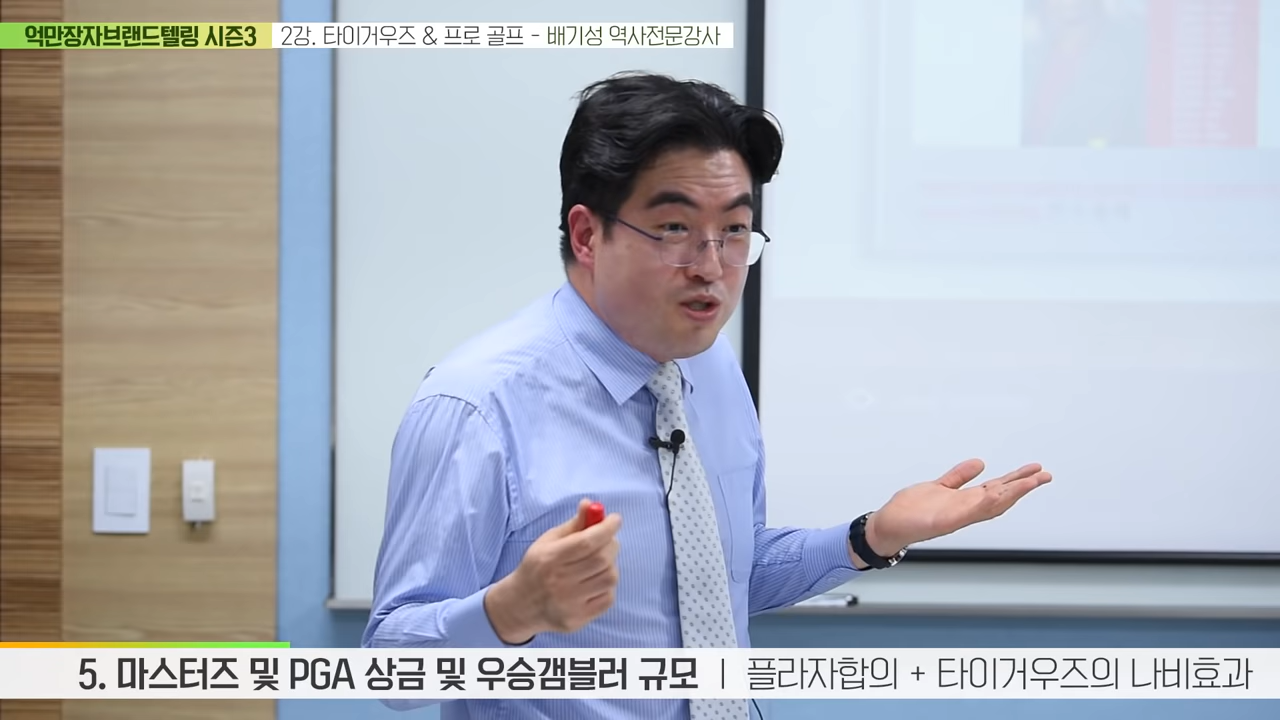 억만장자브랜드텔링 시즌3 2강. 타이거우즈 & 프로 골프 - 배기성 역사전문강사
5. 마스터즈 및 PGA 상금 및 우승갬블러 규모 | 플라자합의 + 타이거우즈의 나비효과